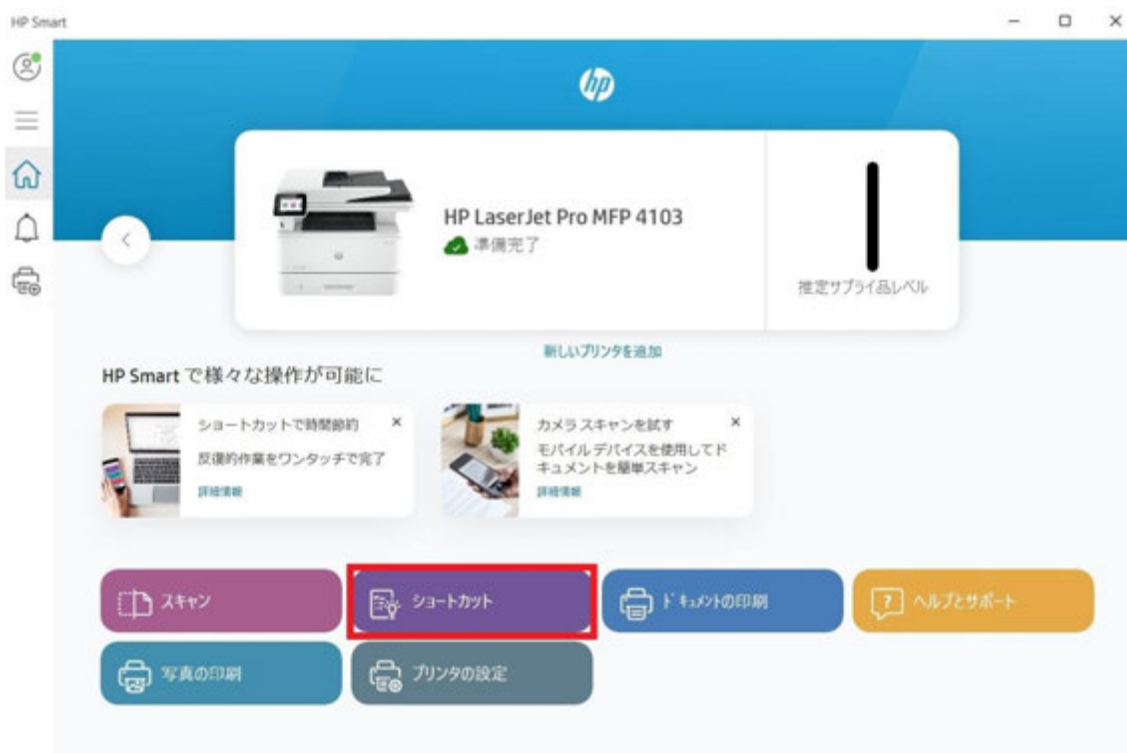 HP Smart
hp
HP LaserJet Pro MFP 4103
準備完了
推定サプライ品レベル
新しいプリンタを追加
HP Smart で様々な操作が可能に
ショートカットで時間節約
反復的作業をワンタッチで完了
詳細情報
カメラ スキャンを試す
モバイル デバイスを使用してド
キュメントを簡単スキャン
詳細情報
スキャン
ショートカット
ドキュメントの印刷
ヘルプとサポート
写真の印刷
プリンタの設定